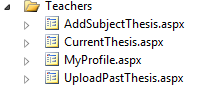 Teachers
AddSubjectThesis.aspx
CurrentThesis.aspx
MyProfile.aspx
UploadPastThesis.aspx